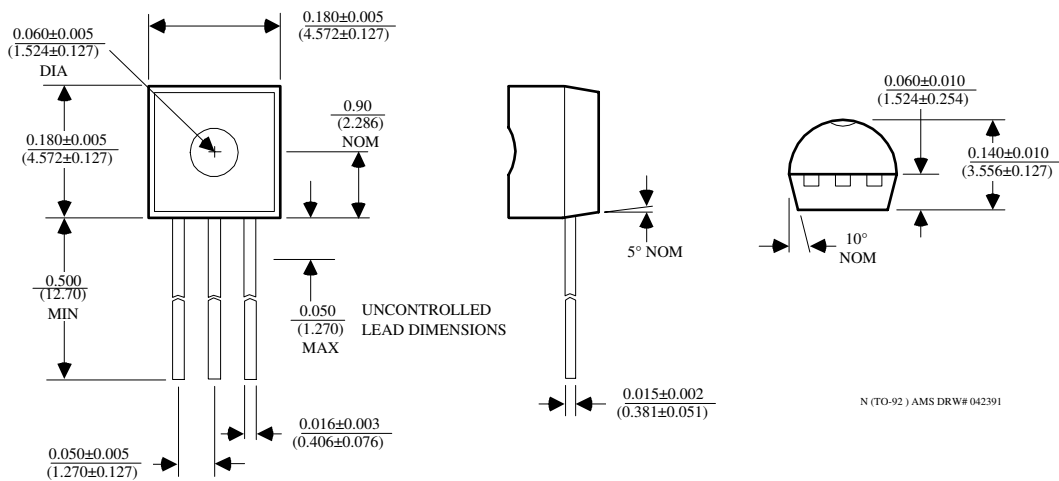 0.180±0.005
(4.572±0.127)
0.060±0.005
(1.524±0.127)
DIA
0.180±0.005
(4.572±0.127)
0.90
(2.286)
NOM
0.500
(12.70)
MIN
0.050
(1.270)
MAX
UNCONTROLLED
LEAD DIMENSIONS
0.016±0.003
(0.406±0.076)
0.050±0.005
(1.270±0.127)
5° NOM
0.015±0.002
(0.381±0.051)
0.060±0.010
(1.524±0.254)
0.140±0.010
(3.556±0.127)
10°
NOM
N (TO-92 ) AMS DRW# 042391